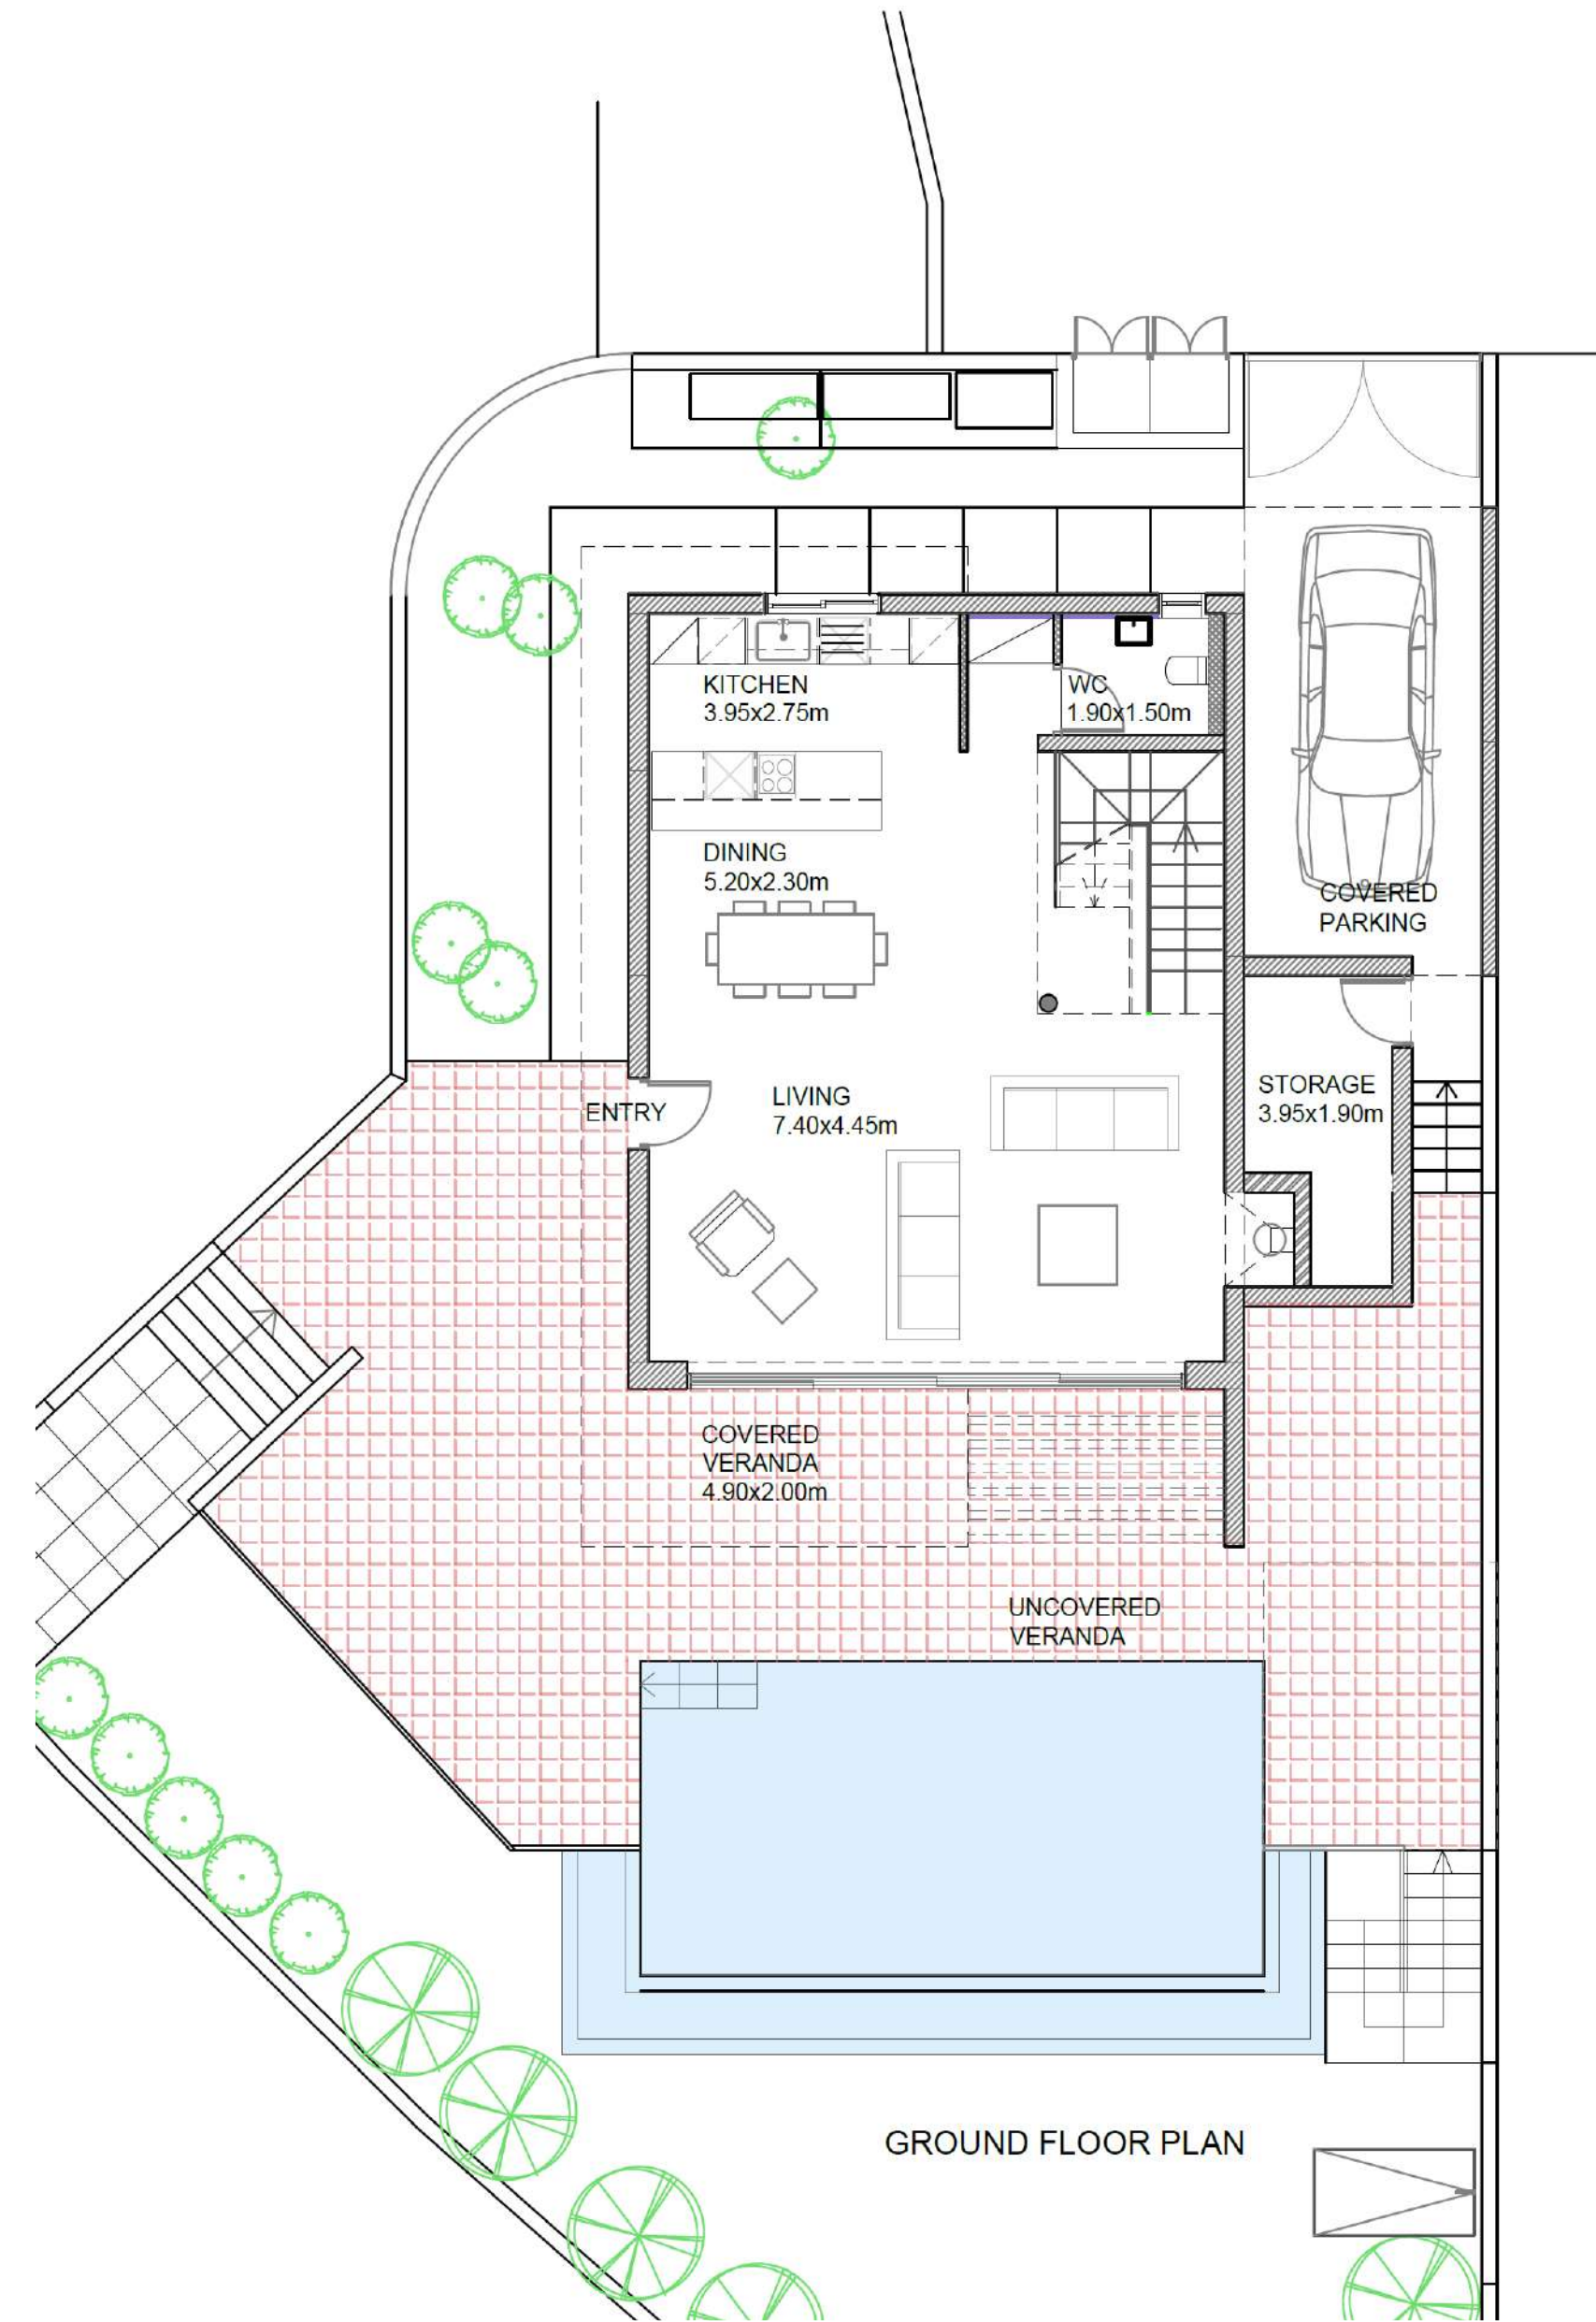 KITCHEN
3.95x2.75m
WC
1.90x1.50m
DINING
5.20x2.30m
COVERED
PARKING
ENTRY
LIVING
7.40x4.45m
STORAGE
3.95x1.90m
COVERED
VERANDA
4.90x2.00m
UNCOVERED
VERANDA
GROUND FLOOR PLAN